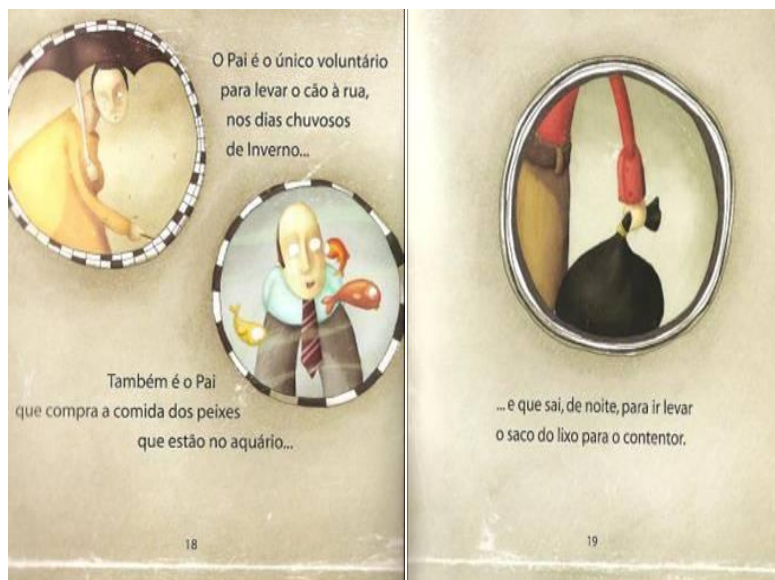 O Pai é o único voluntário
para levar o cão à rua,
nos dias chuvosos
de Inverno...
Também é o Pai
que compra a comida dos peixes
que estão no aquário...
18
...e que sai, de noite, para ir levar
o saco do lixo para o contentor.
19